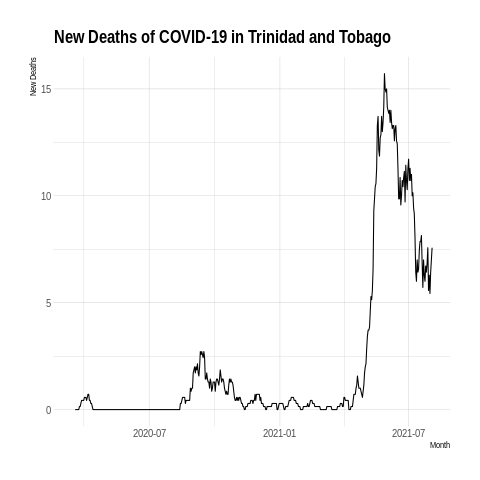 New Deaths of COVID-19 in Trinidad and Tobago
New Deaths
15
10
5
0
2020-07 2021-01 2021-07
Month